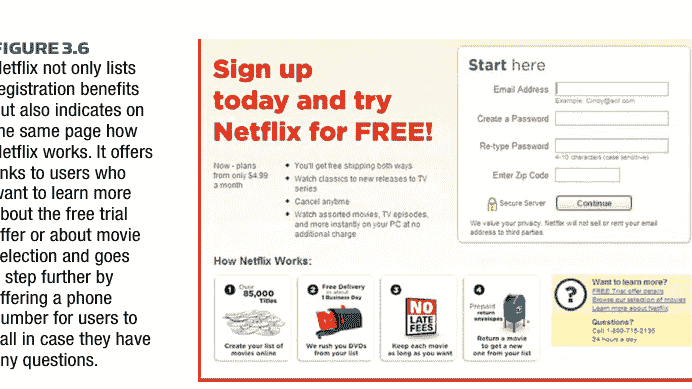 FIGURE 3.6
Netflix not only lists
registration benefits
but also indicates on
the same page how
Netflix works. It offers
links to users who
want to learn more
about the free trial
offer or about movie
selection and goes
a step further by
offering a phone
number for users to
call in case they have
any questions.
Sign up
today and try
Netflix for FREE!
Now - plans
from only $4.99
a month
• You'll get free shipping both ways
• Watch classics to new releases to TV
series
• Cancel anytime
• Watch assorted movies, TV episodes,
and more instantly on your PC at no
additional charge
Start here
Email Address
Example: Cindy@aol.com
Create a Password
Re-type Password
4-10 characters (case sensitive)
Enter Zip Code
Secure Server
Continue
We value your privacy. Netflix will not sell or rent your email
address to third parties.
How Netflix Works:
1 Over
85,000
Titles
Create your list of
movies online
2 Free Delivery
in about
1 Business Day
We rush you DVDs
from your list
3
NO
LATE
FEES
Keep each movie
as long as you want
4
Prepaid
return
envelopes
Return a movie
to get a new
one from your list
?
Want to learn more?
FREE Trial offer details
Browse our selection of movies
Learn more about Netflix
Questions?
Call
24 hours a day